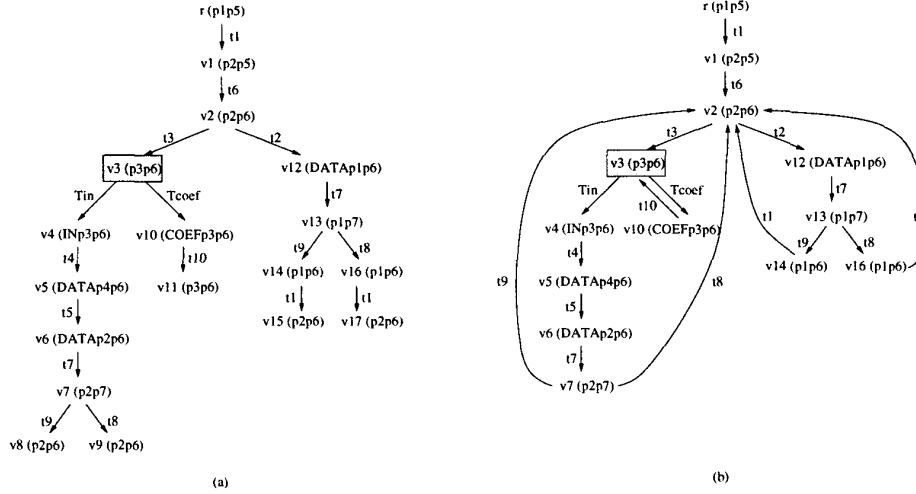 r (p1p5)
t1
v1 (p2p5)
t6
v2 (p2p6)
t3
t2
v3 (p3p6)
v12 (DATAp1p6)
Tin
Tcoef
t7
v4 (INp3p6)
v10 (COEFp3p6)
v13 (p1p7)
t4
t10
t9
t8
v5 (DATAp4p6)
v11 (p3p6)
v14 (p1p6)
v16 (p1p6)
t5
t1
t1
v6 (DATAp2p6)
v15 (p2p6)
v17 (p2p6)
t7
v7 (p2p7)
t9
t8
v8 (p2p6)
v9 (p2p6)
(a)
r (p1p5)
t1
v1 (p2p5)
t6
v2 (p2p6)
t3
t2
v3 (p3p6)
v12 (DATAp1p6)
Tin
Tcoef
t10
t7
v4 (INp3p6)
v10 (COEFp3p6)
t1
v13 (p1p7)
t4
t9
t8
v14 (p1p6)
v16 (p1p6)
t9
v5 (DATAp4p6)
t8
t5
v6 (DATAp2p6)
t7
v7 (p2p7)
(b)